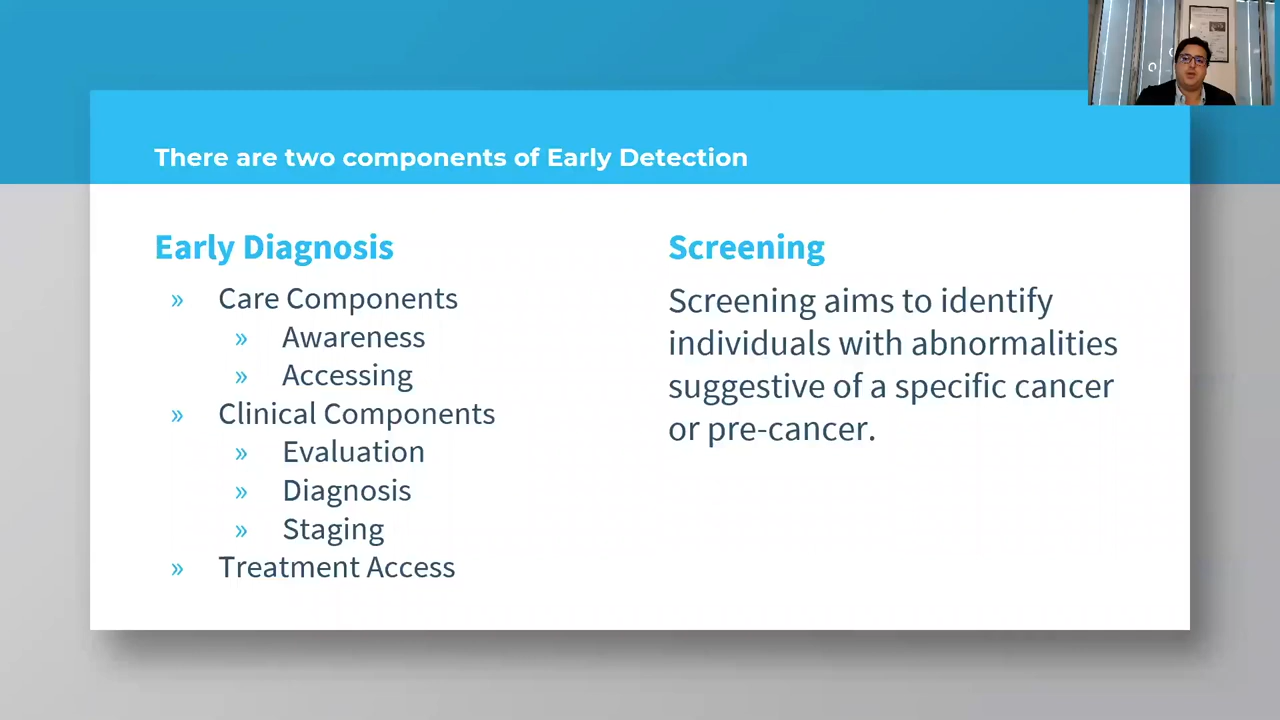 There are two components of Early Detection
Early Diagnosis
» Care Components
» Awareness
» Accessing
» Clinical Components
» Evaluation
» Diagnosis
» Staging
» Treatment Access
Screening
Screening aims to identify
individuals with abnormalities
suggestive of a specific cancer
or pre-cancer.